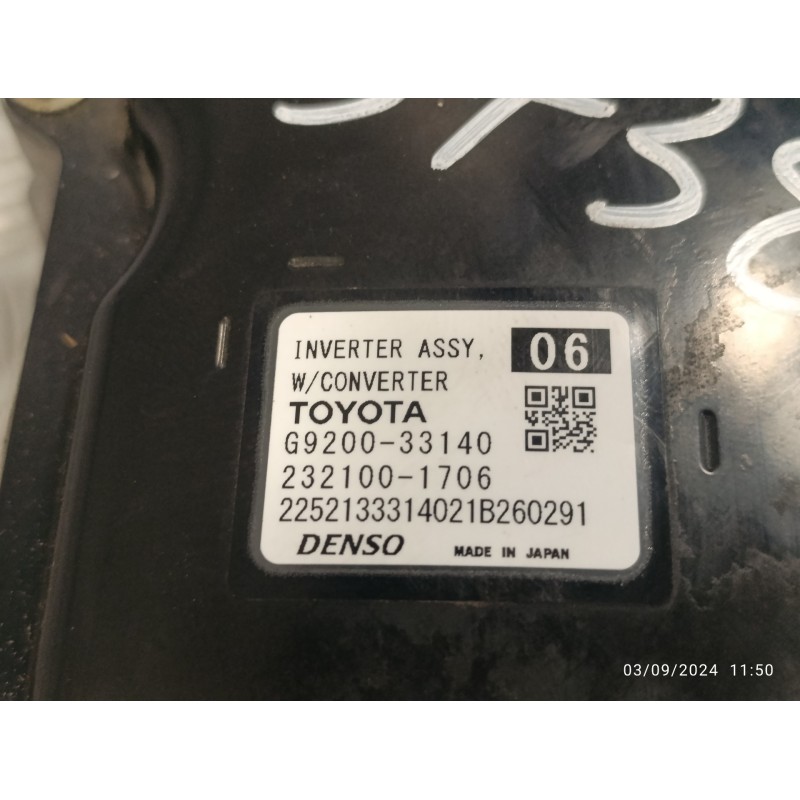 INVERTER ASSY, 06
W/CONVERTER
TOYOTA
G9200-33140
232100-1706
2252133314021B260291
DENSO MADE IN JAPAN
03/09/2024 11:50